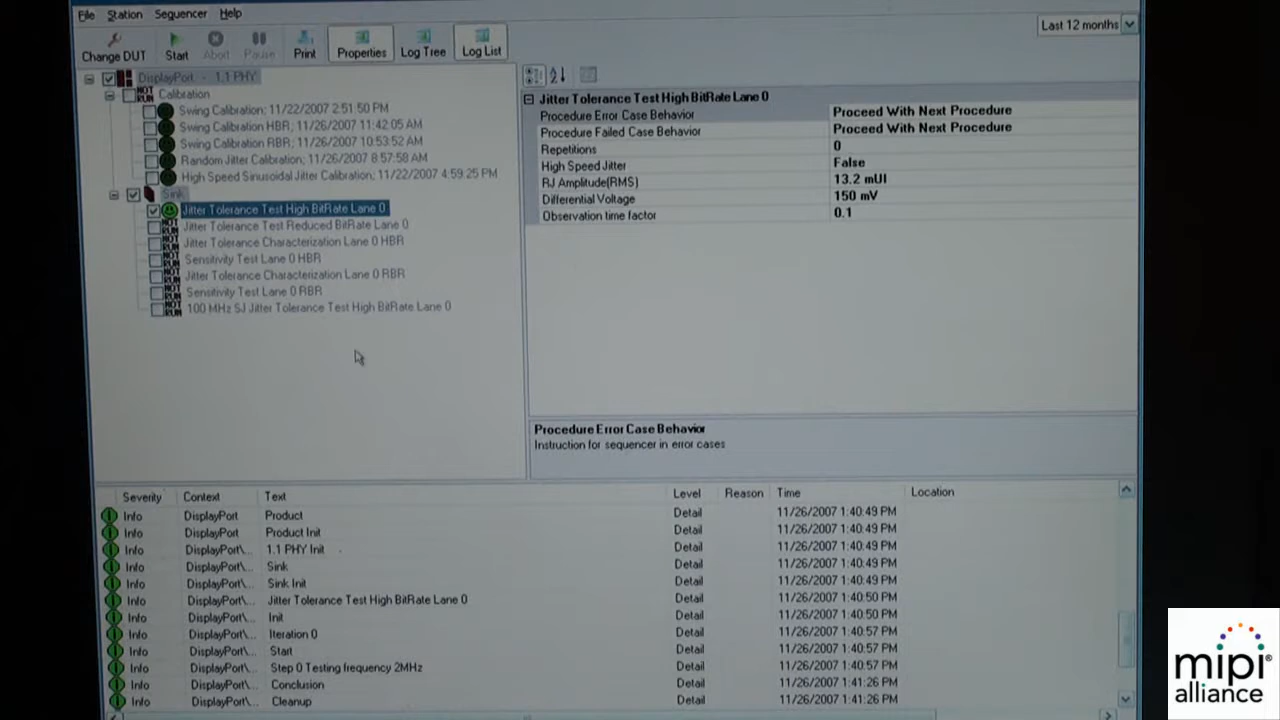 File Station Sequencer Help
Last 12 months
Change DUT Start Abort Pause Print Properties Log Tree Log List
DisplayPort - 1.1 PHY
NOT RUN Calibration
Swing Calibration; 11/22/2007 2:51:50 PM
Swing Calibration HBR; 11/26/2007 11:42:05 AM
Swing Calibration RBR; 11/26/2007 10:53:52 AM
Random Jitter Calibration; 11/26/2007 8:57:58 AM
High Speed Sinusoidal Jitter Calibration; 11/22/2007 4:59:25 PM
Sink
Jitter Tolerance Test High BitRate Lane 0
NOT RUN Jitter Tolerance Test Reduced BitRate Lane 0
NOT RUN Jitter Tolerance Characterization Lane 0 HBR
NOT RUN Sensitivity Test Lane 0 HBR
NOT RUN Jitter Tolerance Characterization Lane 0 RBR
NOT RUN Sensitivity Test Lane 0 RBR
NOT RUN 100 MHz SJ Jitter Tolerance Test High BitRate Lane 0
Jitter Tolerance Test High BitRate Lane 0
Procedure Error Case Behavior Proceed With Next Procedure
Procedure Failed Case Behavior Proceed With Next Procedure
Repetitions 0
High Speed Jitter False
RJ Amplitude(RMS) 13.2 mUI
Differential Voltage 150 mV
Observation time factor 0.1
Procedure Error Case Behavior
Instruction for sequencer in error cases
Severity Context Text Level Reason Time Location
Info DisplayPort Product Detail 11/26/2007 1:40:49 PM
Info DisplayPort Product Init Detail 11/26/2007 1:40:49 PM
Info DisplayPort\... 1.1 PHY Init Detail 11/26/2007 1:40:49 PM
Info DisplayPort\... Sink Detail 11/26/2007 1:40:49 PM
Info DisplayPort\... Sink Init Detail 11/26/2007 1:40:49 PM
Info DisplayPort\... Jitter Tolerance Test High BitRate Lane 0 Detail 11/26/2007 1:40:50 PM
Info DisplayPort\... Init Detail 11/26/2007 1:40:50 PM
Info DisplayPort\... Iteration 0 Detail 11/26/2007 1:40:57 PM
Info DisplayPort\... Start Detail 11/26/2007 1:40:57 PM
Info DisplayPort\... Step 0 Testing frequency 2MHz Detail 11/26/2007 1:40:57 PM
Info DisplayPort\... Conclusion Detail 11/26/2007 1:41:26 PM
Info DisplayPort\... Cleanup Detail 11/26/2007 1:41:26 PM
mipi®
alliance